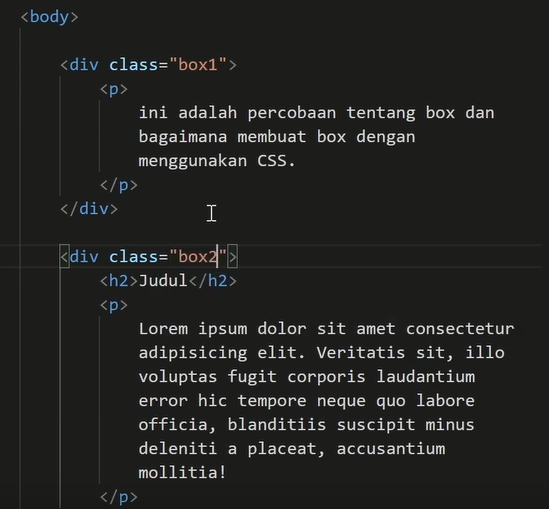 <body>
<div class="box1">
<p>
ini adalah percobaan tentang box dan
bagaimana membuat box dengan
menggunakan CSS.
</p>
</div>
<div class="box2">
<h2>Judul</h2>
<p>
Lorem ipsum dolor sit amet consectetur
adipisicing elit. Veritatis sit, illo
voluptas fugit corporis laudantium
error hic tempore neque quo labore
officia, blanditiis suscipit minus
deleniti a placeat, accusantium
mollitia!
</p>